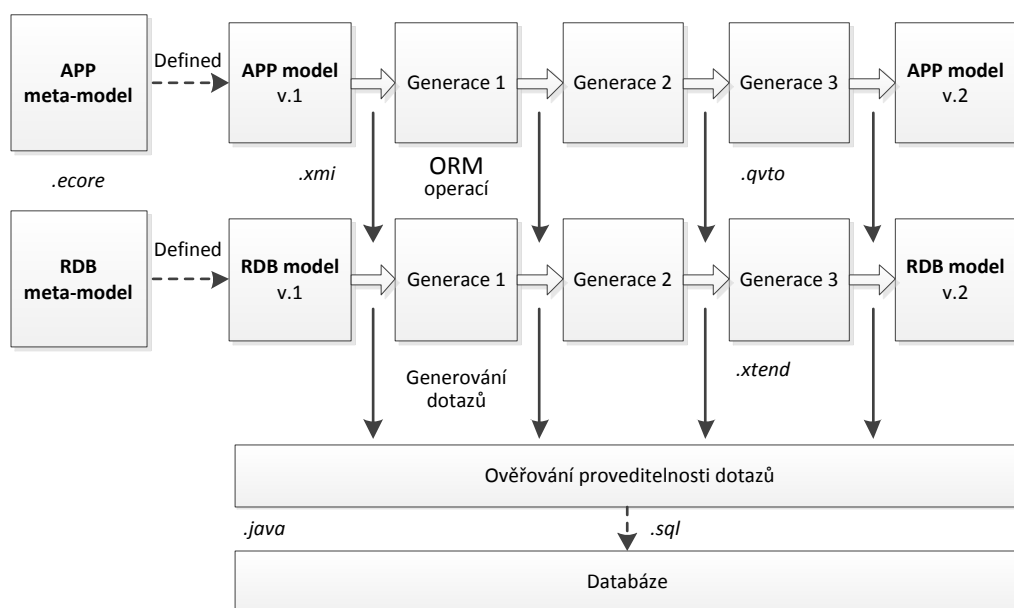 APP
meta-model
Defined
APP model
v.1
Generace 1
Generace 2
Generace 3
APP model
v.2
.ecore
.xmi
ORM
operací
.qvto
RDB
meta-model
Defined
RDB model
v.1
Generace 1
Generace 2
Generace 3
RDB model
v.2
Generování
dotazů
.xtend
Ověřování proveditelnosti dotazů
.java
.sql
Databáze